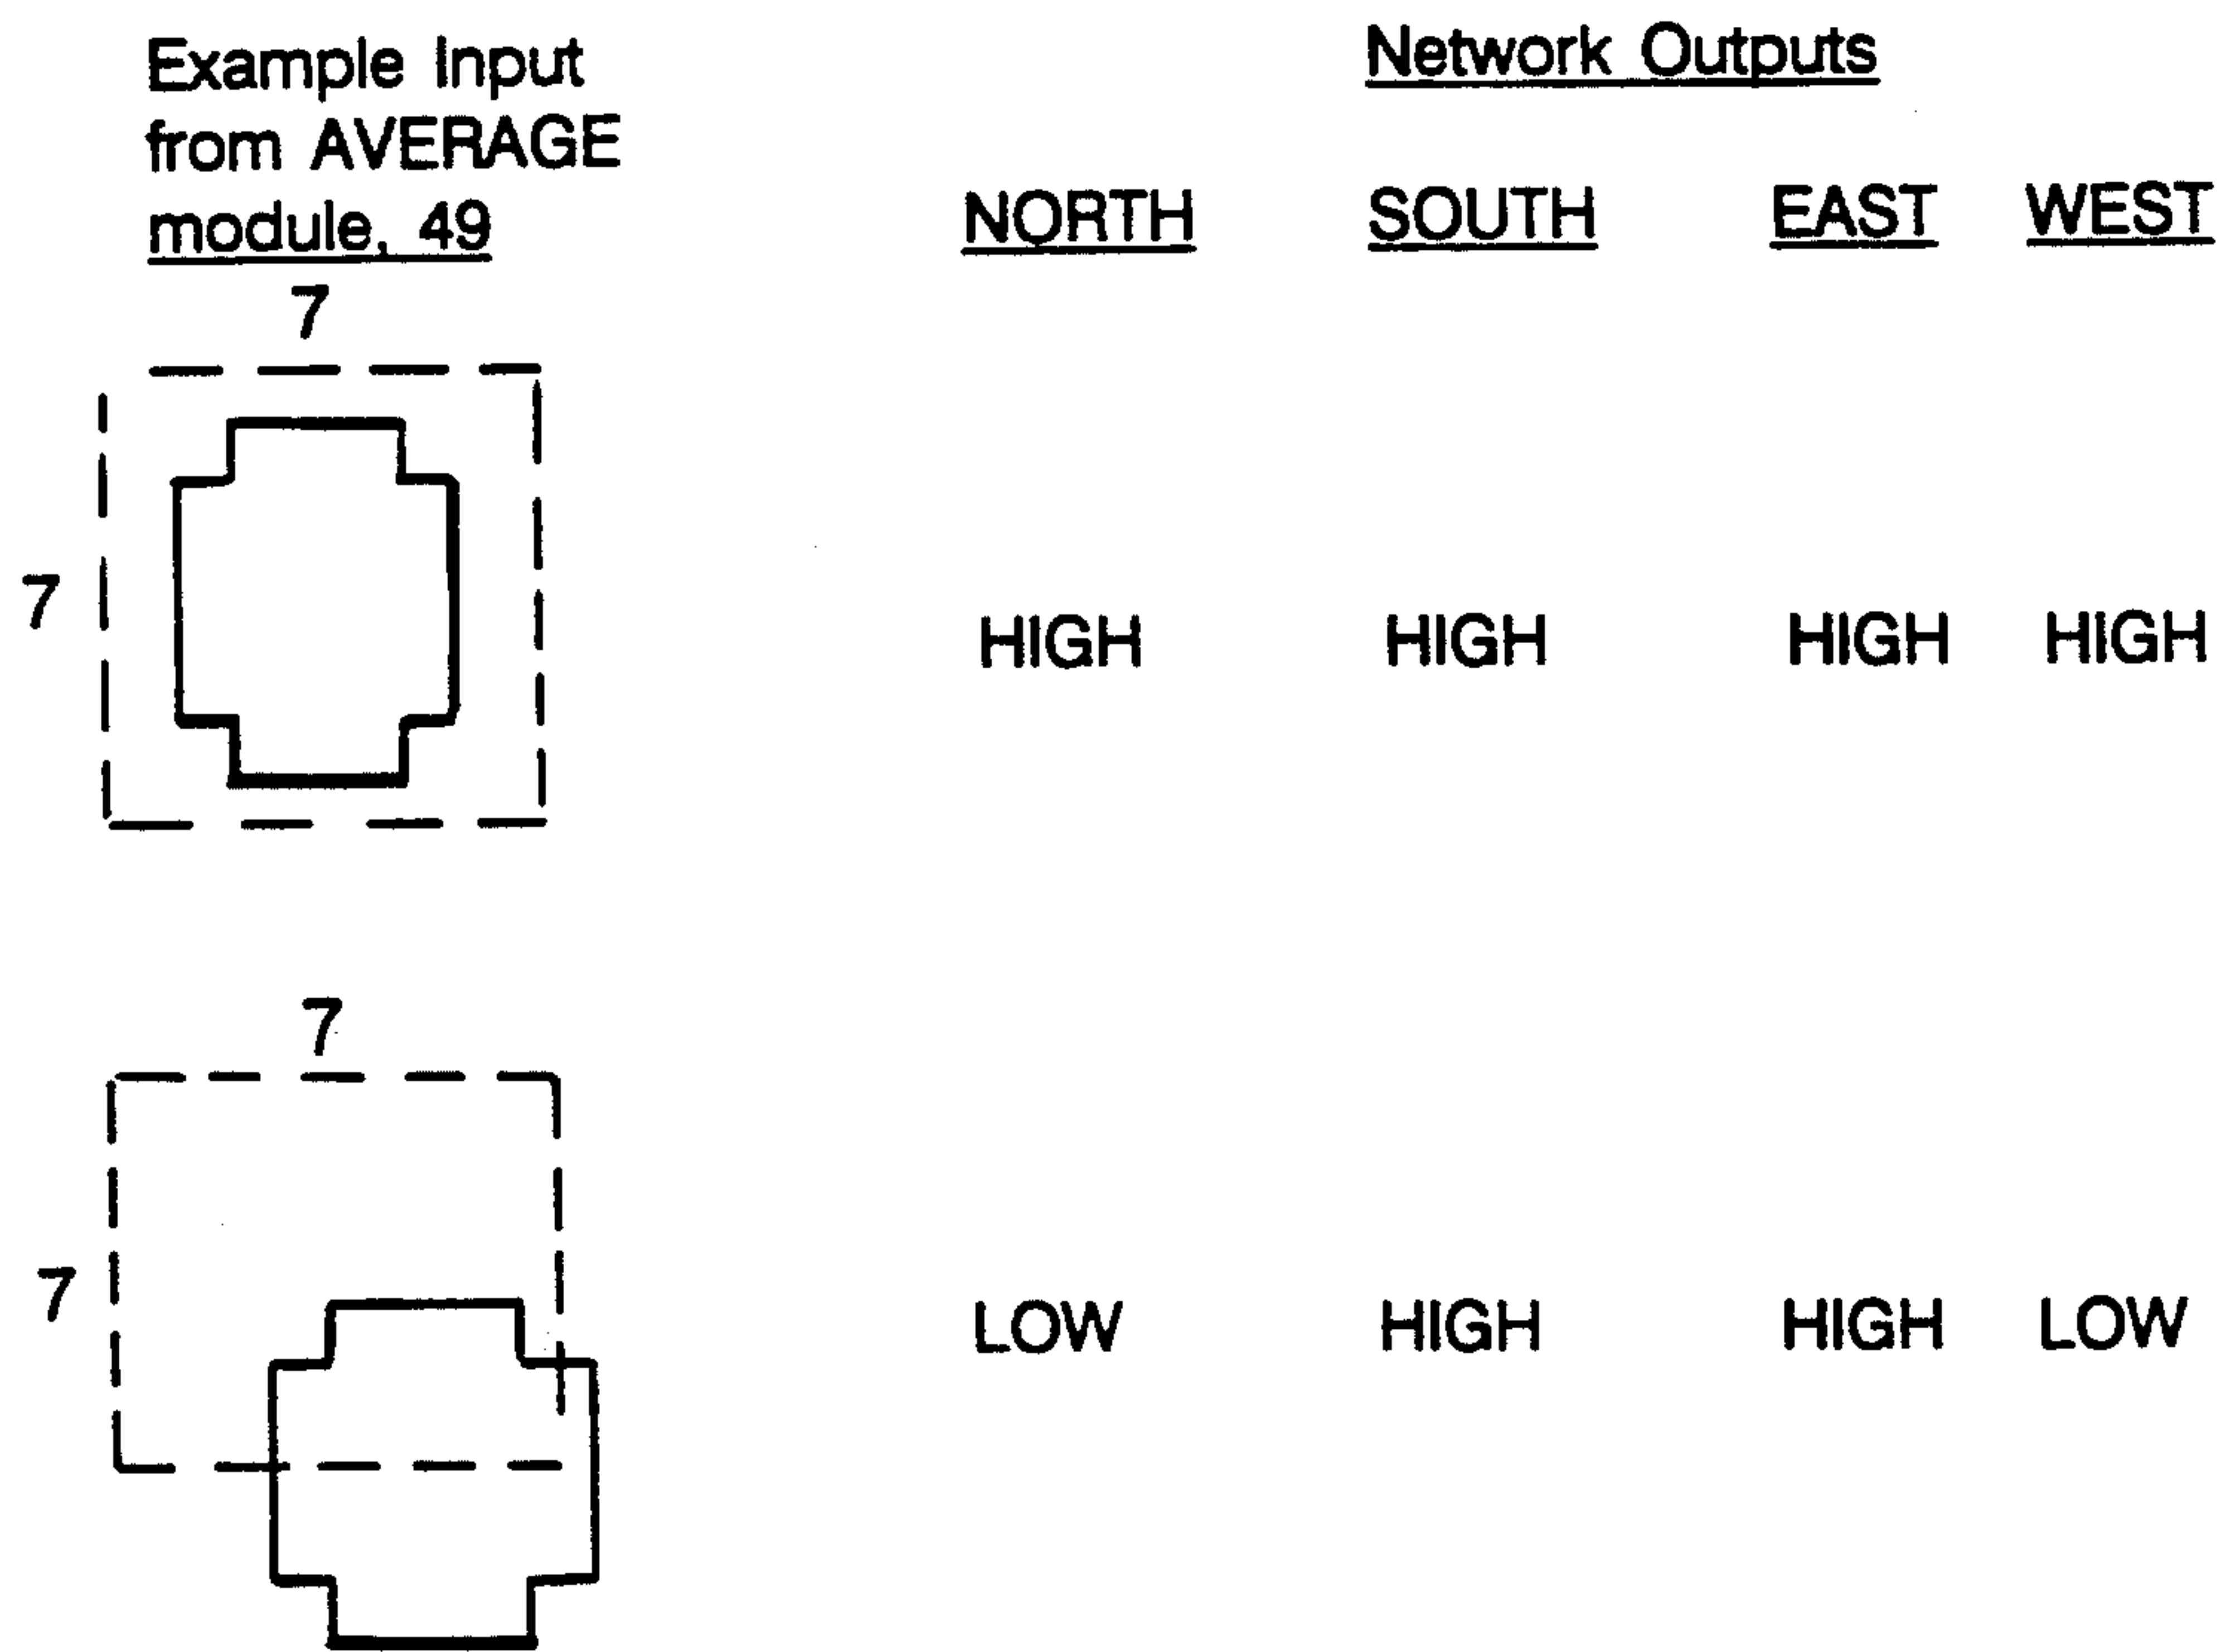 Example Input
from AVERAGE
module, 49
Network Outputs
NORTH SOUTH EAST WEST
7
7
HIGH HIGH HIGH HIGH
7
7
LOW HIGH HIGH LOW